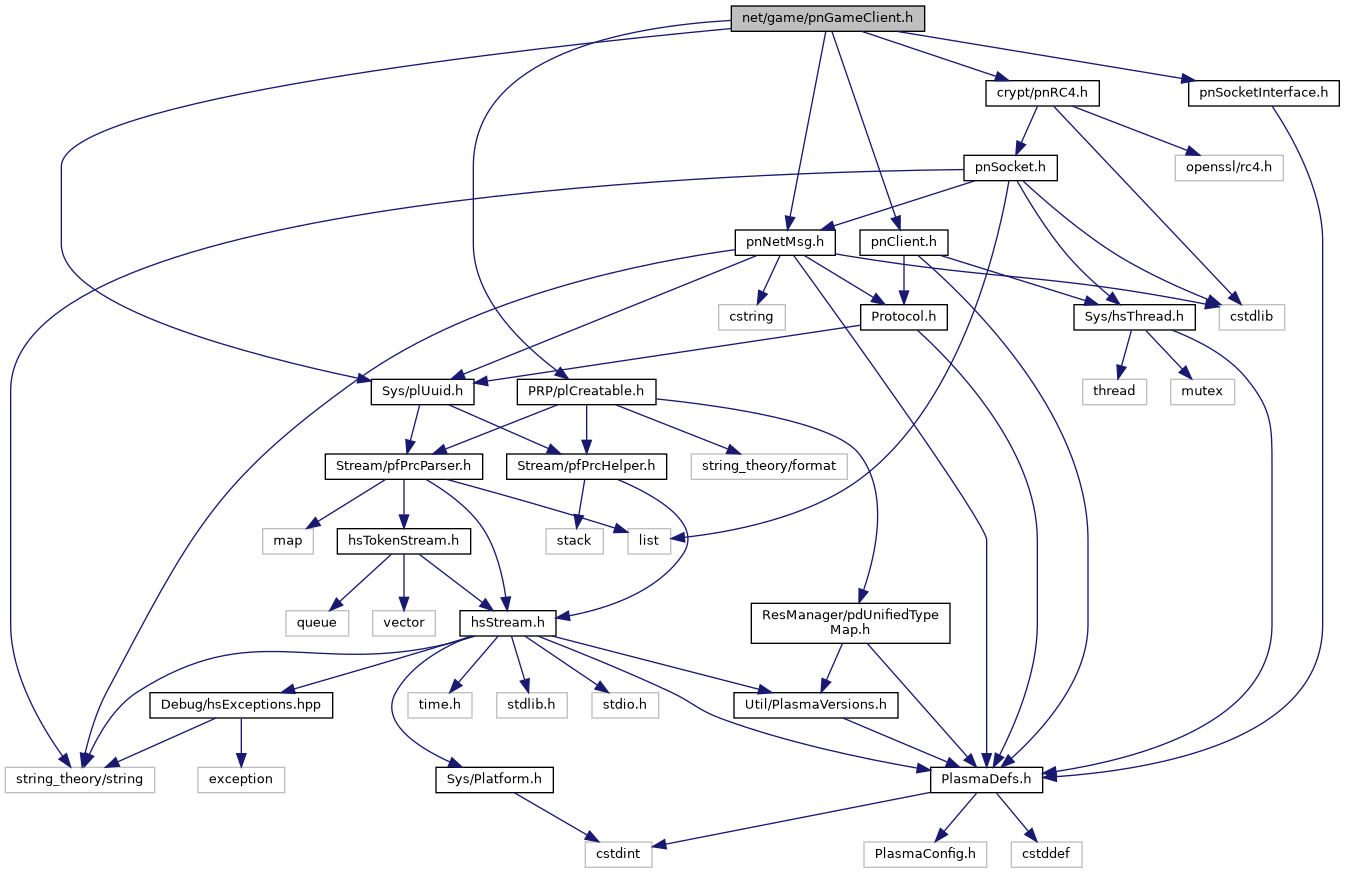 net/game/pnGameClient.h
crypt/pnRC4.h
pnSocketInterface.h
pnSocket.h
openssl/rc4.h
pnNetMsg.h
pnClient.h
cstring
Protocol.h
Sys/hsThread.h
cstdlib
Sys/plUuid.h
PRP/plCreatable.h
thread
mutex
Stream/pfPrcParser.h
Stream/pfPrcHelper.h
string_theory/format
map
hsTokenStream.h
stack
list
queue
vector
hsStream.h
ResManager/pdUnifiedType
Map.h
Debug/hsExceptions.hpp
time.h
stdlib.h
stdio.h
Util/PlasmaVersions.h
string_theory/string
exception
Sys/Platform.h
PlasmaDefs.h
cstdint
PlasmaConfig.h
cstddef